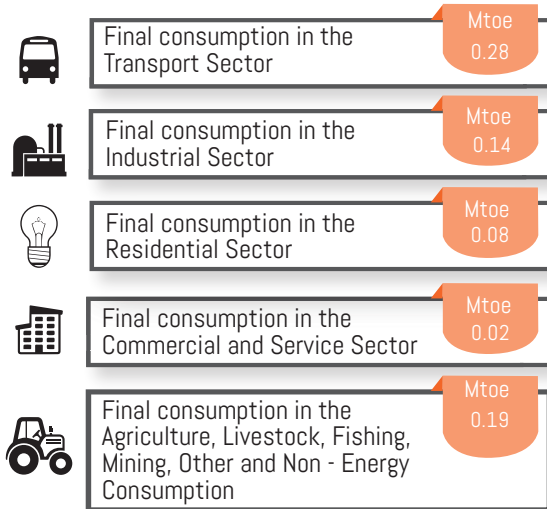 Final consumption in the
Transport Sector
Mtoe
0.28
Final consumption in the
Industrial Sector
Mtoe
0.14
Final consumption in the
Residential Sector
Mtoe
0.08
Final consumption in the
Commercial and Service Sector
Mtoe
0.02
Final consumption in the
Agriculture, Livestock, Fishing,
Mining, Other and Non - Energy
Consumption
Mtoe
0.19